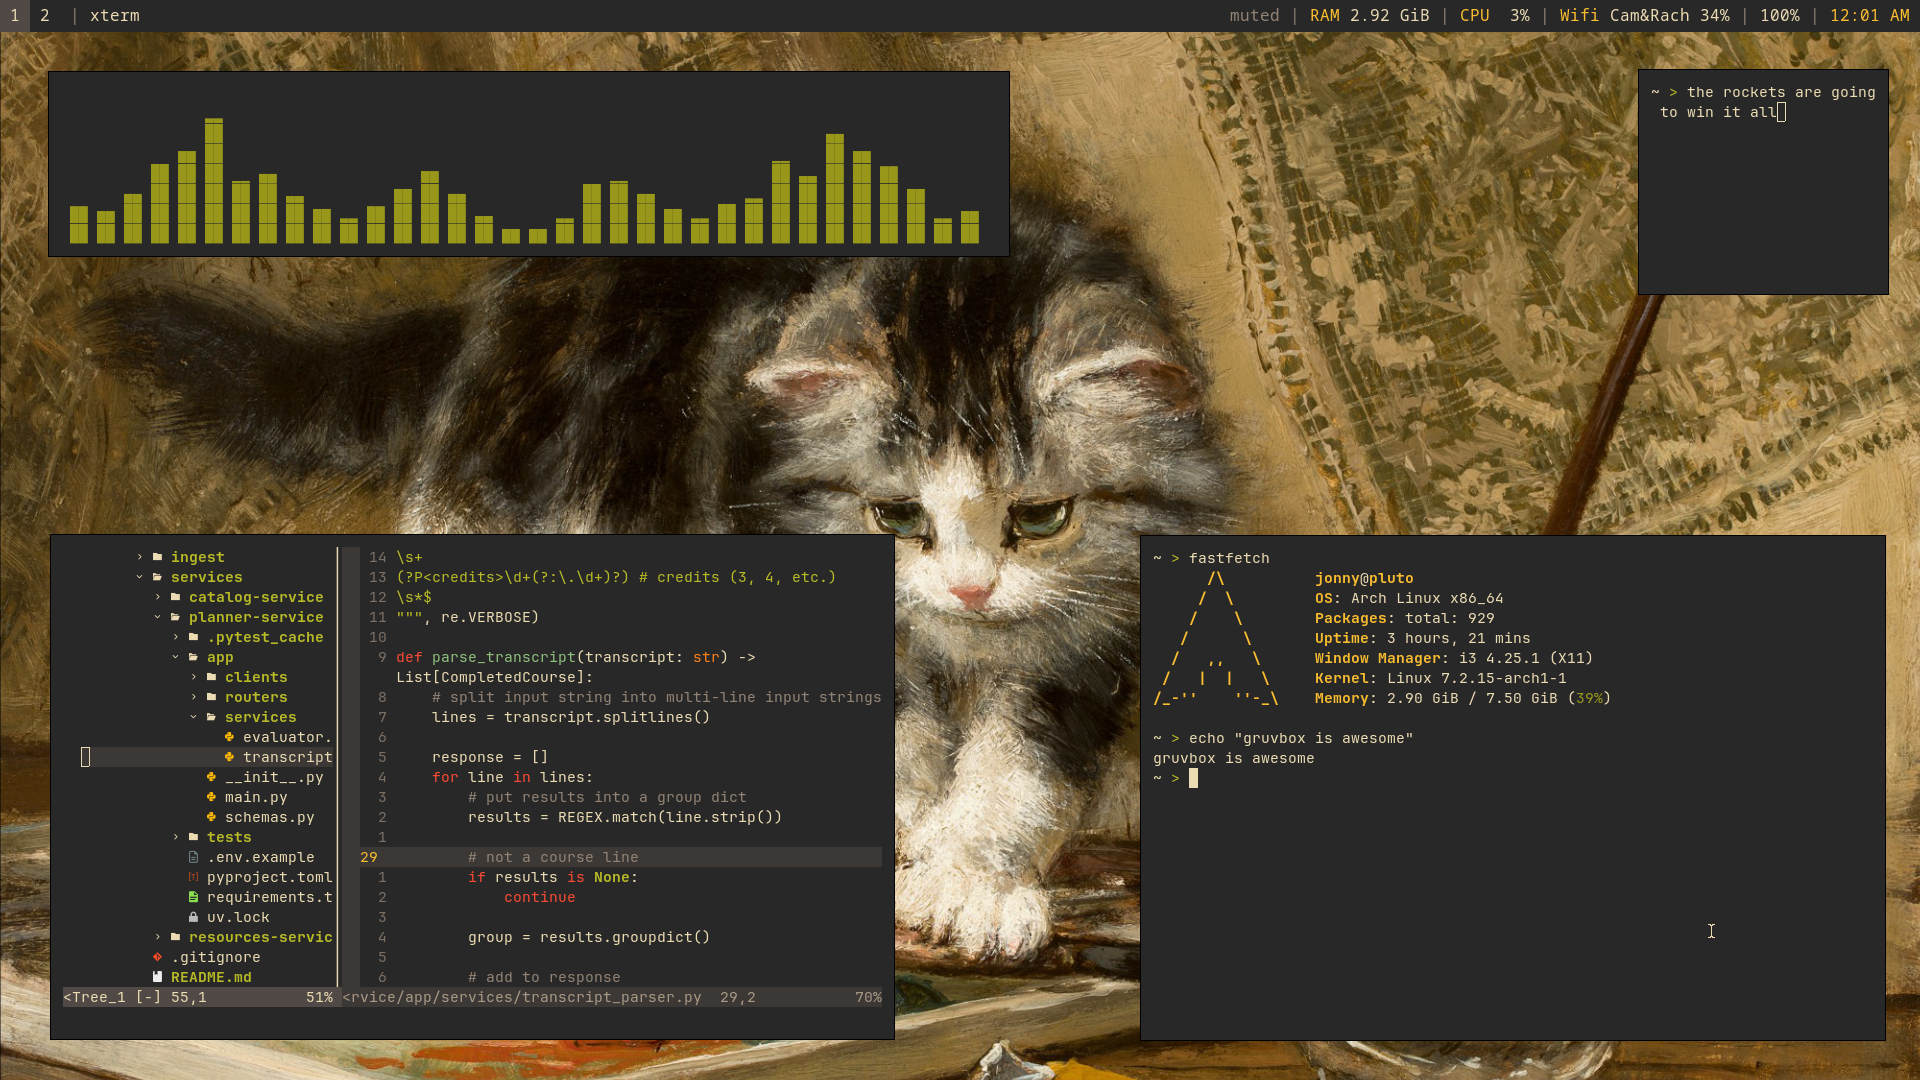 1 2 | xterm
muted | RAM 2.92 GiB | CPU  3% | Wifi Cam&Rach 34% | 100% | 12:01 AM
~ > the rockets are going
to win it all
ingest
services
catalog-service
planner-service
.pytest_cache
app
clients
routers
services
evaluator.
transcript
__init__.py
main.py
schemas.py
tests
.env.example
pyproject.toml
requirements.t
uv.lock
resources-servic
.gitignore
README.md
<Tree_1 [-] 55,1 51%
14 \s+
13 (?P<credits>\d+(?:\.\d+)?) # credits (3, 4, etc.)
12 \s*$
11 """, re.VERBOSE)
10
9 def parse_transcript(transcript: str) ->
List[CompletedCourse]:
8 # split input string into multi-line input strings
7 lines = transcript.splitlines()
6
5 response = []
4 for line in lines:
3 # put results into a group dict
2 results = REGEX.match(line.strip())
1
29 # not a course line
1 if results is None:
2 continue
3
4 group = results.groupdict()
5
6 # add to response
<rvice/app/services/transcript_parser.py 29,2 70%
~ > fastfetch
jonny@pluto
OS: Arch Linux x86_64
Packages: total: 929
Uptime: 3 hours, 21 mins
Window Manager: i3 4.25.1 (X11)
Kernel: Linux 7.2.15-arch1-1
Memory: 2.90 GiB / 7.50 GiB (39%)
~ > echo "gruvbox is awesome"
gruvbox is awesome
~ >